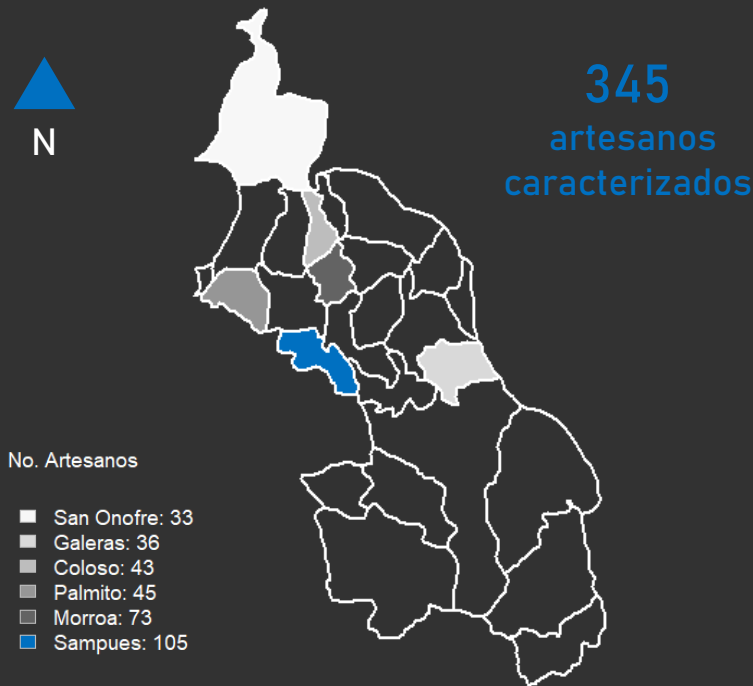 N
345
artesanos
caracterizados
No. Artesanos
San Onofre: 33
Galeras: 36
Coloso: 43
Palmito: 45
Morroa: 73
Sampues: 105